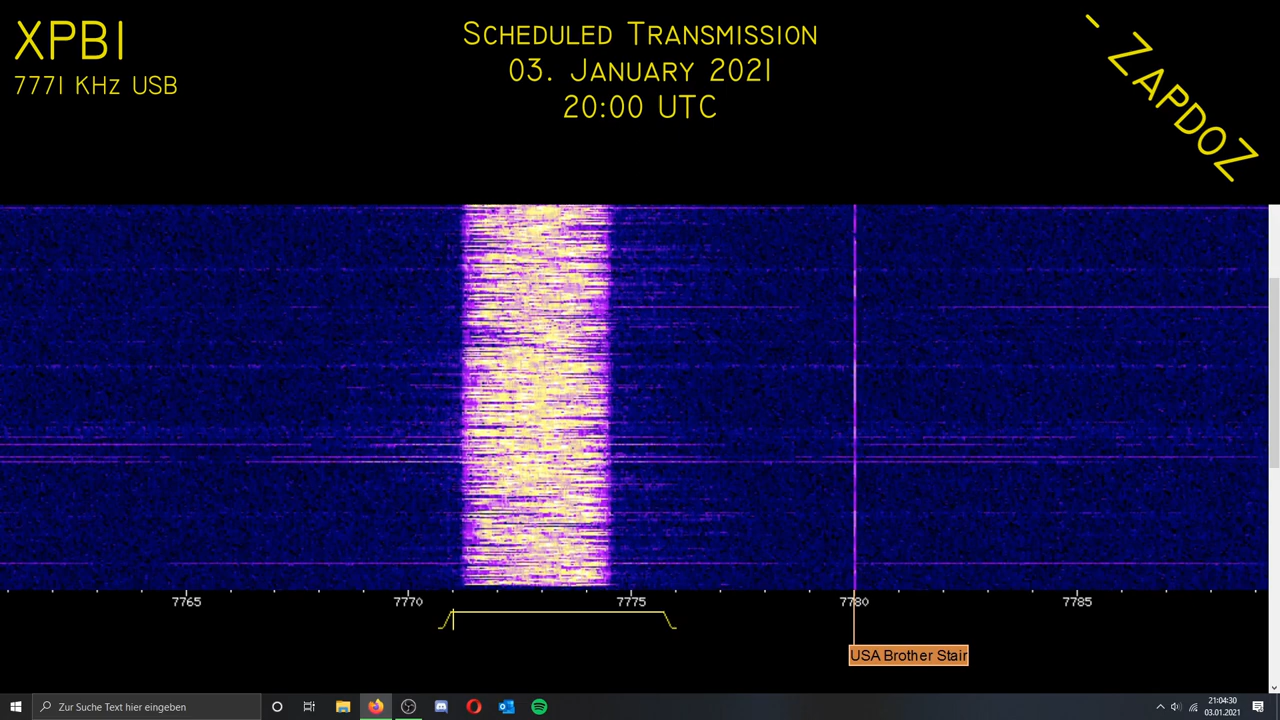 XPB1
7771 KHz USB
Scheduled Transmission
03. January 2021
20:00 UTC
- ZAPDOZ
7765 7770 7775 7780 7785
USA Brother Stair
Zur Suche Text hier eingeben
21:04:30
03.01.2021